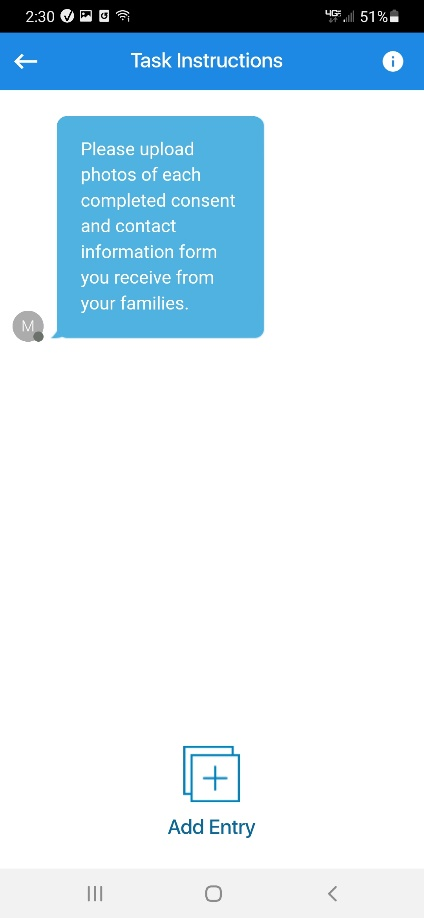 2:30 4G 51%
Task Instructions
Please upload
photos of each
completed consent
and contact
information form
you receive from
your families.
M
Add Entry